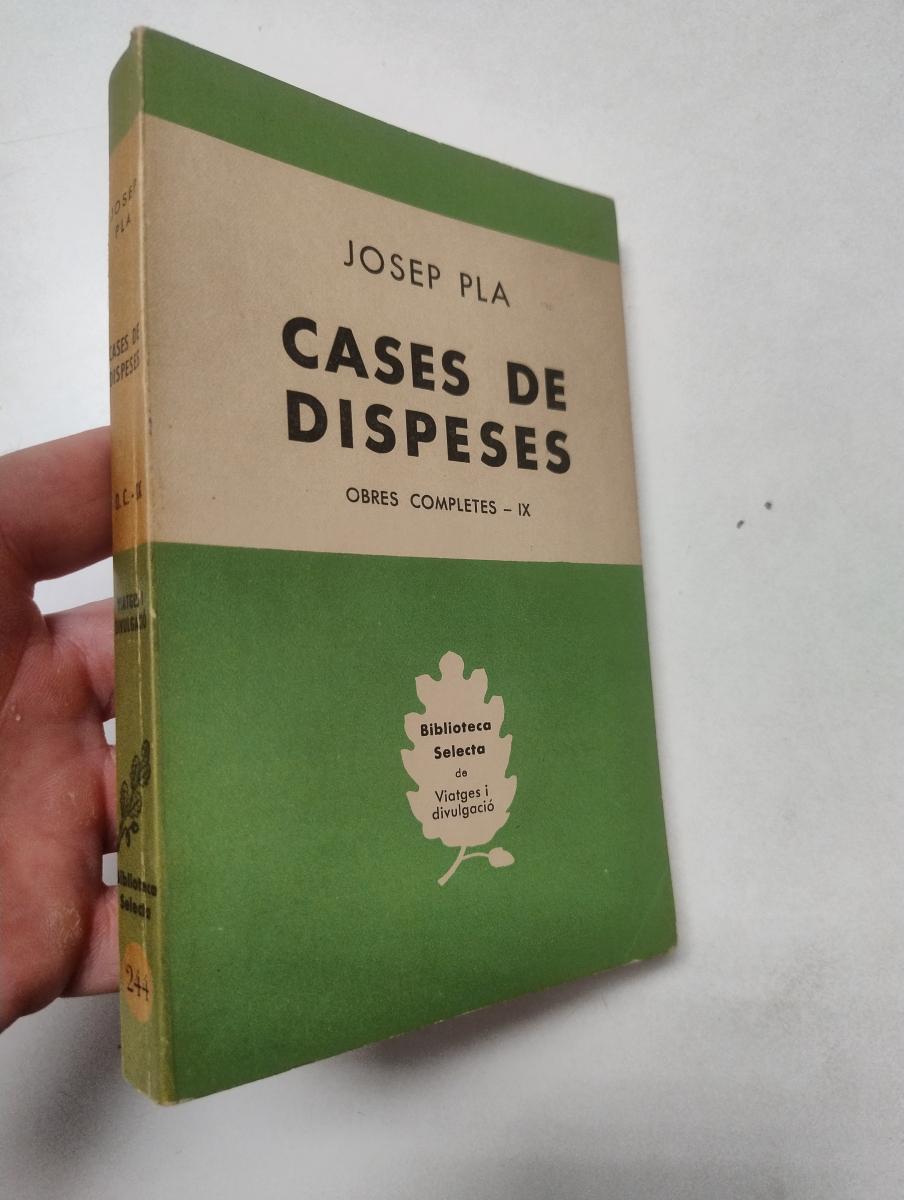 JOSEP PLA
CASES DE
DISPESES
OBRES COMPLETES – IX
Biblioteca
Selecta
de
Viatges i
divulgació
JOSEP
PLA
CASES DE
DISPESES
O. C. - IX
VIATGES I
DIVULGACIÓ
Biblioteca
Selecta
244